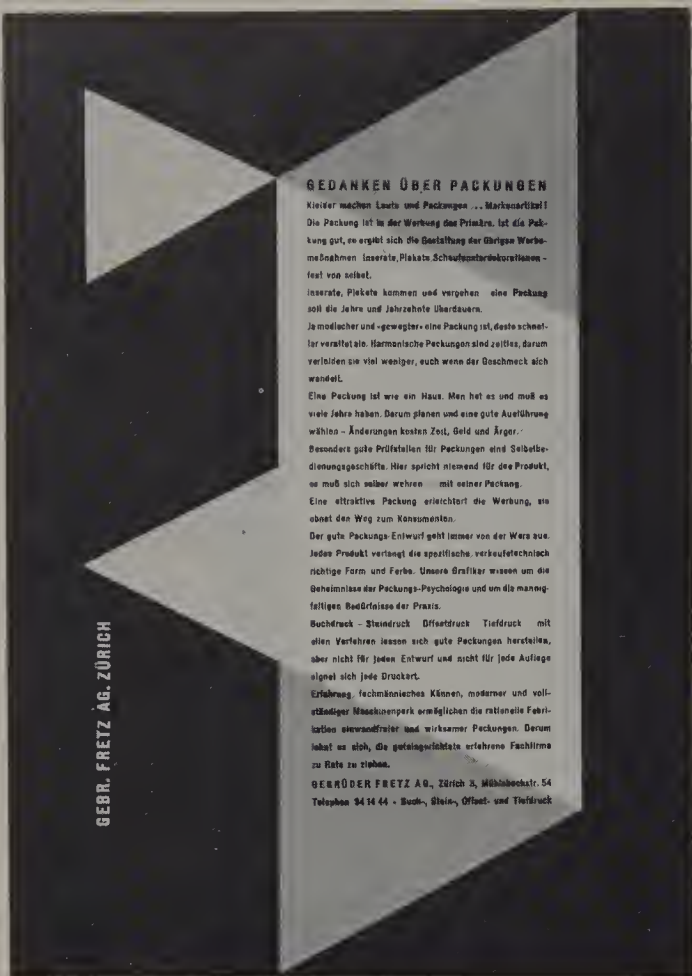 GEDANKEN ÜBER PACKUNGEN
Kleider machen Leute und Packungen ... Markenartikel!
Die Packung ist in der Werbung das Primäre. Ist die Pak-
kung gut, so ergibt sich die Gestaltung der übrigen Werbe-
maßnahmen Inserate, Plakate, Schaufensterdekorationen -
fast von selbst.
Inserate, Plakate kommen und vergehen eine Packung
soll die Jahre und Jahrzehnte überdauern.
Je modischer und «gewagter» eine Packung ist, desto schnel-
ler veraltet sie. Harmonische Packungen sind zeitlos, darum
verleiden sie viel weniger, auch wenn der Geschmack sich
wandelt.
Eine Packung ist wie ein Haus. Man hat es und muß es
viele Jahre haben. Darum planen und eine gute Ausführung
wählen – Änderungen kosten Zeit, Geld und Ärger.
Besonders gute Prüfstellen für Packungen sind Selbstbe-
dienungsgeschäfte. Hier spricht niemand für das Produkt,
es muß sich selber wehren mit seiner Packung.
Eine attraktive Packung erleichtert die Werbung, sie
ebnet den Weg zum Konsumenten.
Der gute Packungs-Entwurf geht immer von der Ware aus.
Jedes Produkt verlangt die spezifische, verkaufstechnisch
richtige Form und Farbe. Unsere Grafiker wissen um die
Geheimnisse der Packungs-Psychologie und um die mannig-
faltigen Bedürfnisse der Praxis.
Buchdruck – Steindruck Offsetdruck Tiefdruck mit
allen Verfahren lassen sich gute Packungen herstellen,
aber nicht für jeden Entwurf und nicht für jede Auflage
eignet sich jede Druckart.
Erfahrung, fachmännisches Können, moderner und voll-
ständiger Maschinenpark ermöglichen die rationelle Fabri-
kation einwandfreier und wirksamer Packungen. Darum
lohnt es sich, die guteingerichtete erfahrene Fachfirma
zu Rate zu ziehen.
GEBRÜDER FRETZ AG., Zürich 8, Mühlebachstr. 54
Telephon 34 14 44 • Buch-, Stein-, Offset- und Tiefdruck
GEBR. FRETZ AG. ZÜRICH